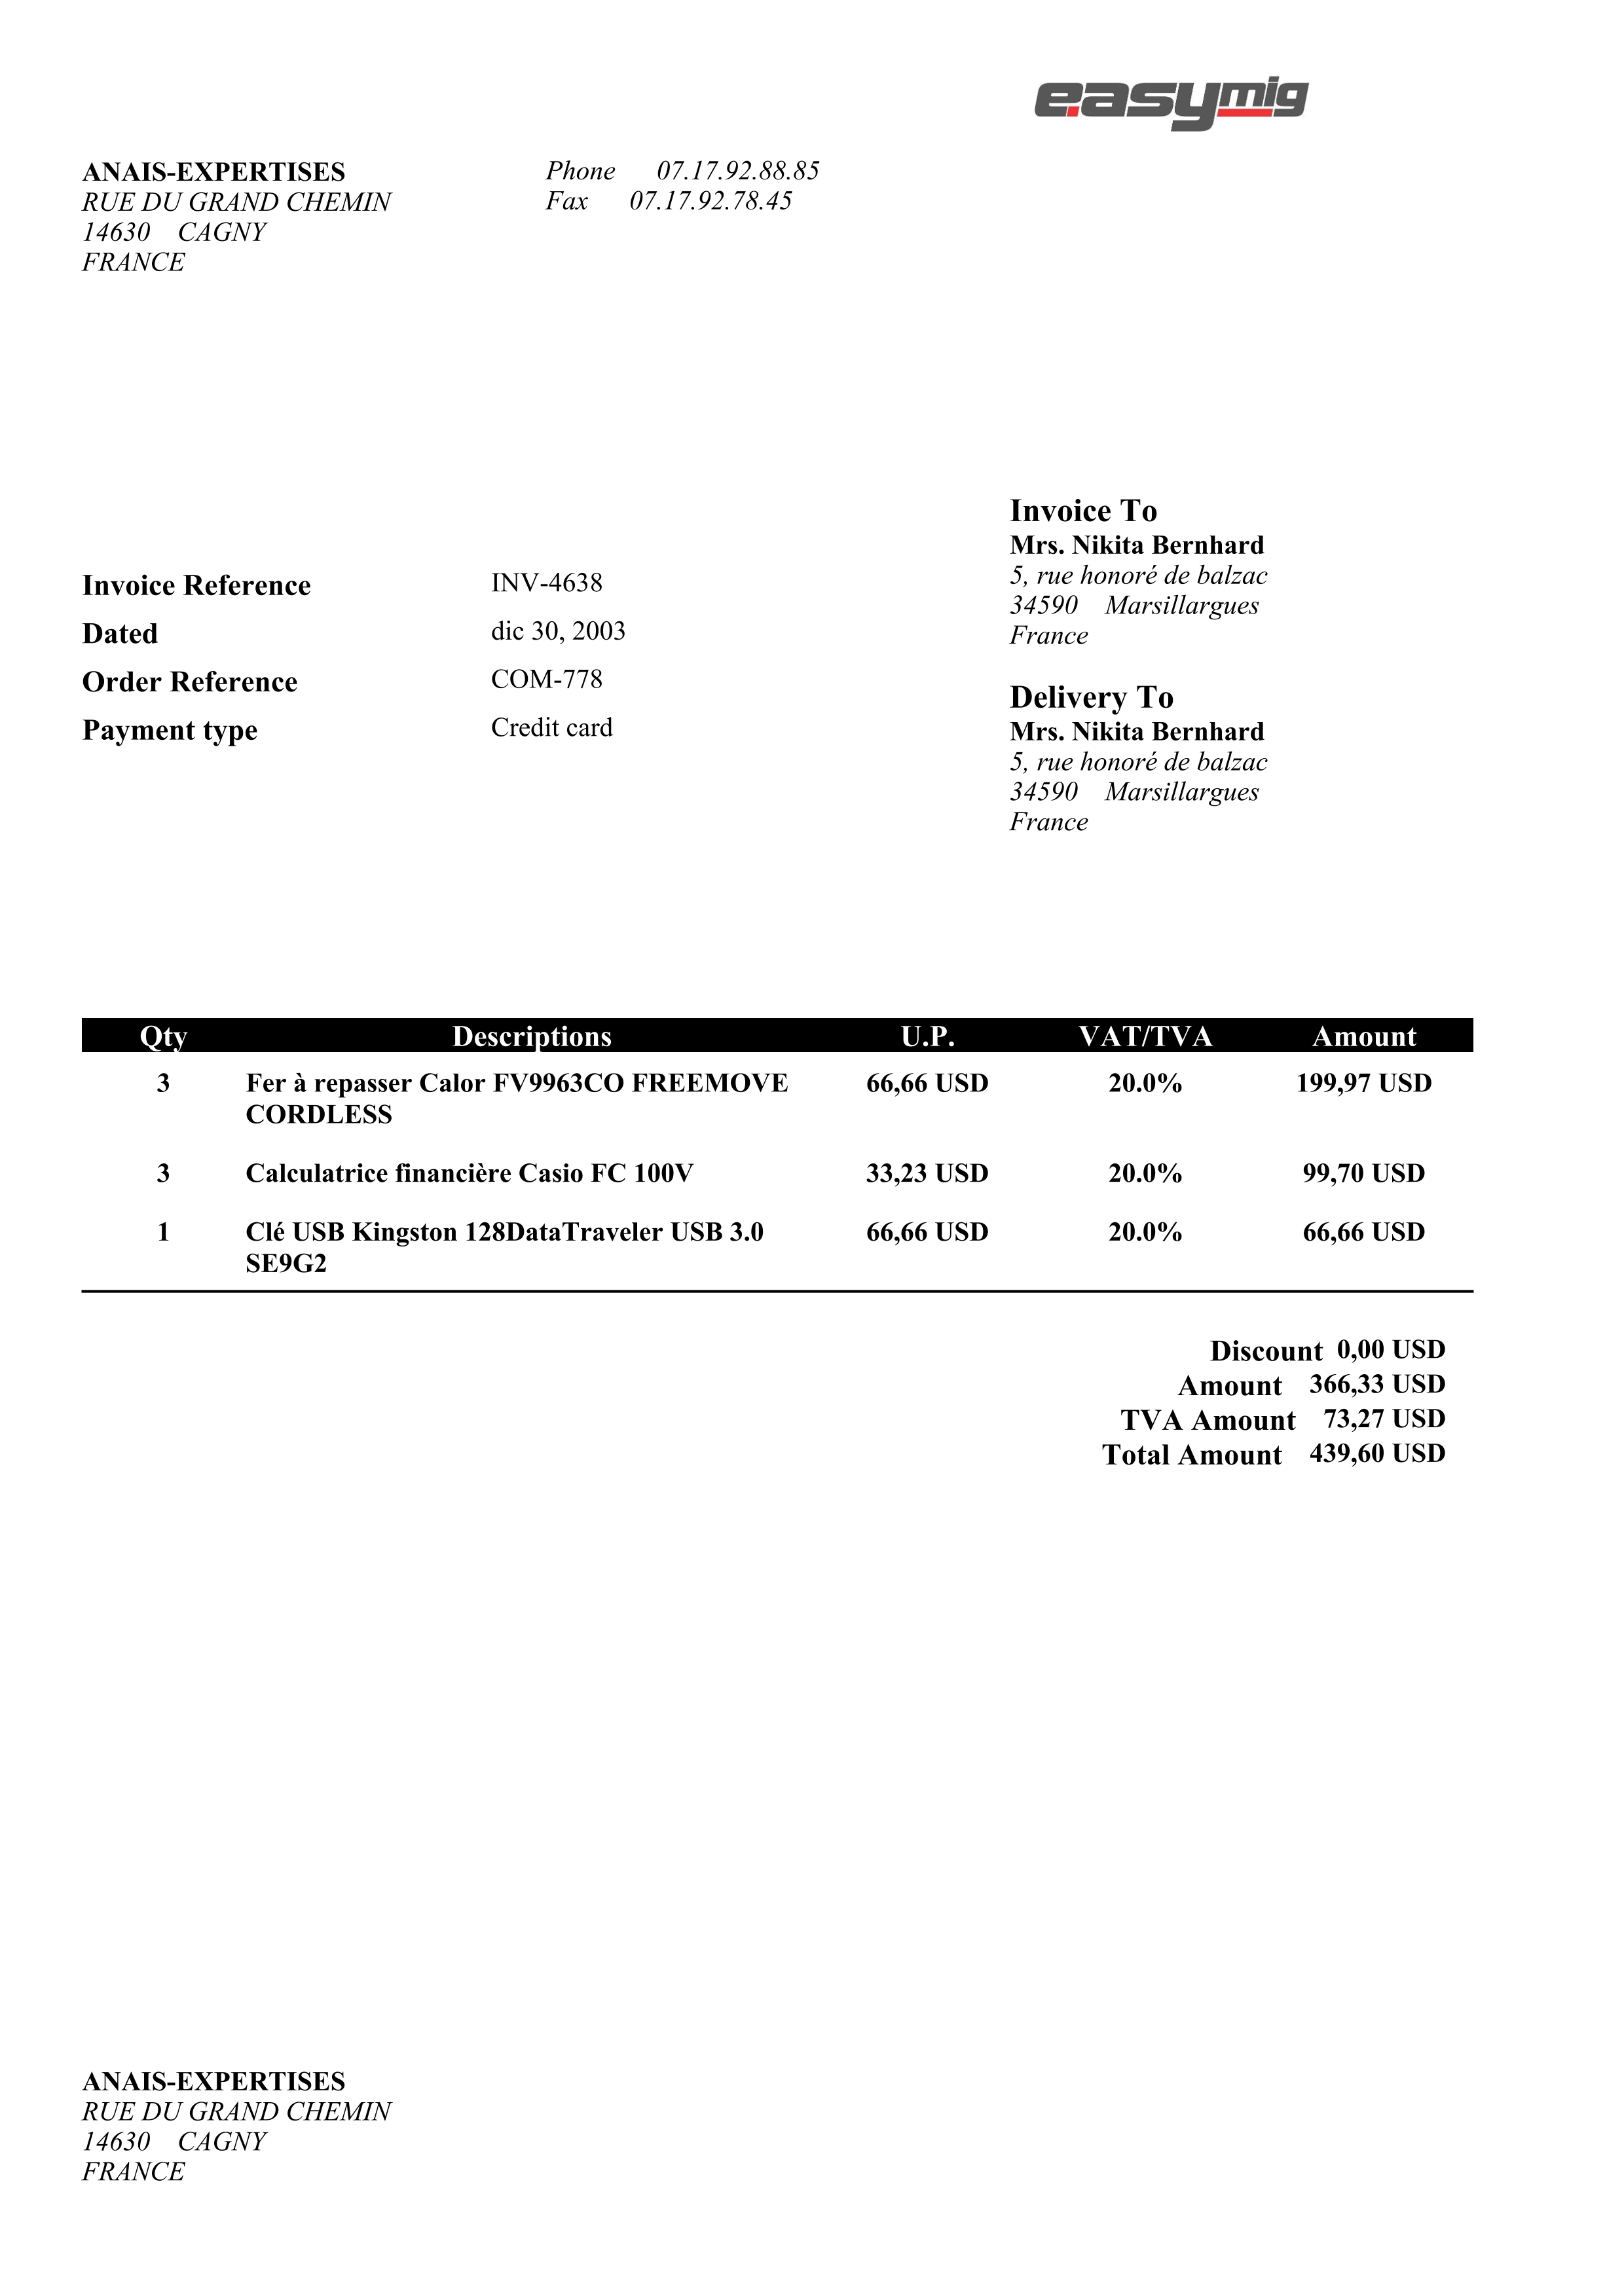 easymig
ANAIS-EXPERTISES
RUE DU GRAND CHEMIN
14630 CAGNY
FRANCE
Phone 07.17.92.88.85
Fax 07.17.92.78.45
Invoice Reference INV-4638
Dated dic 30, 2003
Order Reference COM-778
Payment type Credit card
Invoice To
Mrs. Nikita Bernhard
5, rue honoré de balzac
34590 Marsillargues
France
Delivery To
Mrs. Nikita Bernhard
5, rue honoré de balzac
34590 Marsillargues
France
Qty Descriptions U.P. VAT/TVA Amount
3 Fer à repasser Calor FV9963CO FREEMOVE 66,66 USD 20.0% 199,97 USD
CORDLESS
3 Calculatrice financière Casio FC 100V 33,23 USD 20.0% 99,70 USD
1 Clé USB Kingston 128DataTraveler USB 3.0 66,66 USD 20.0% 66,66 USD
SE9G2
Discount 0,00 USD
Amount 366,33 USD
TVA Amount 73,27 USD
Total Amount 439,60 USD
ANAIS-EXPERTISES
RUE DU GRAND CHEMIN
14630 CAGNY
FRANCE